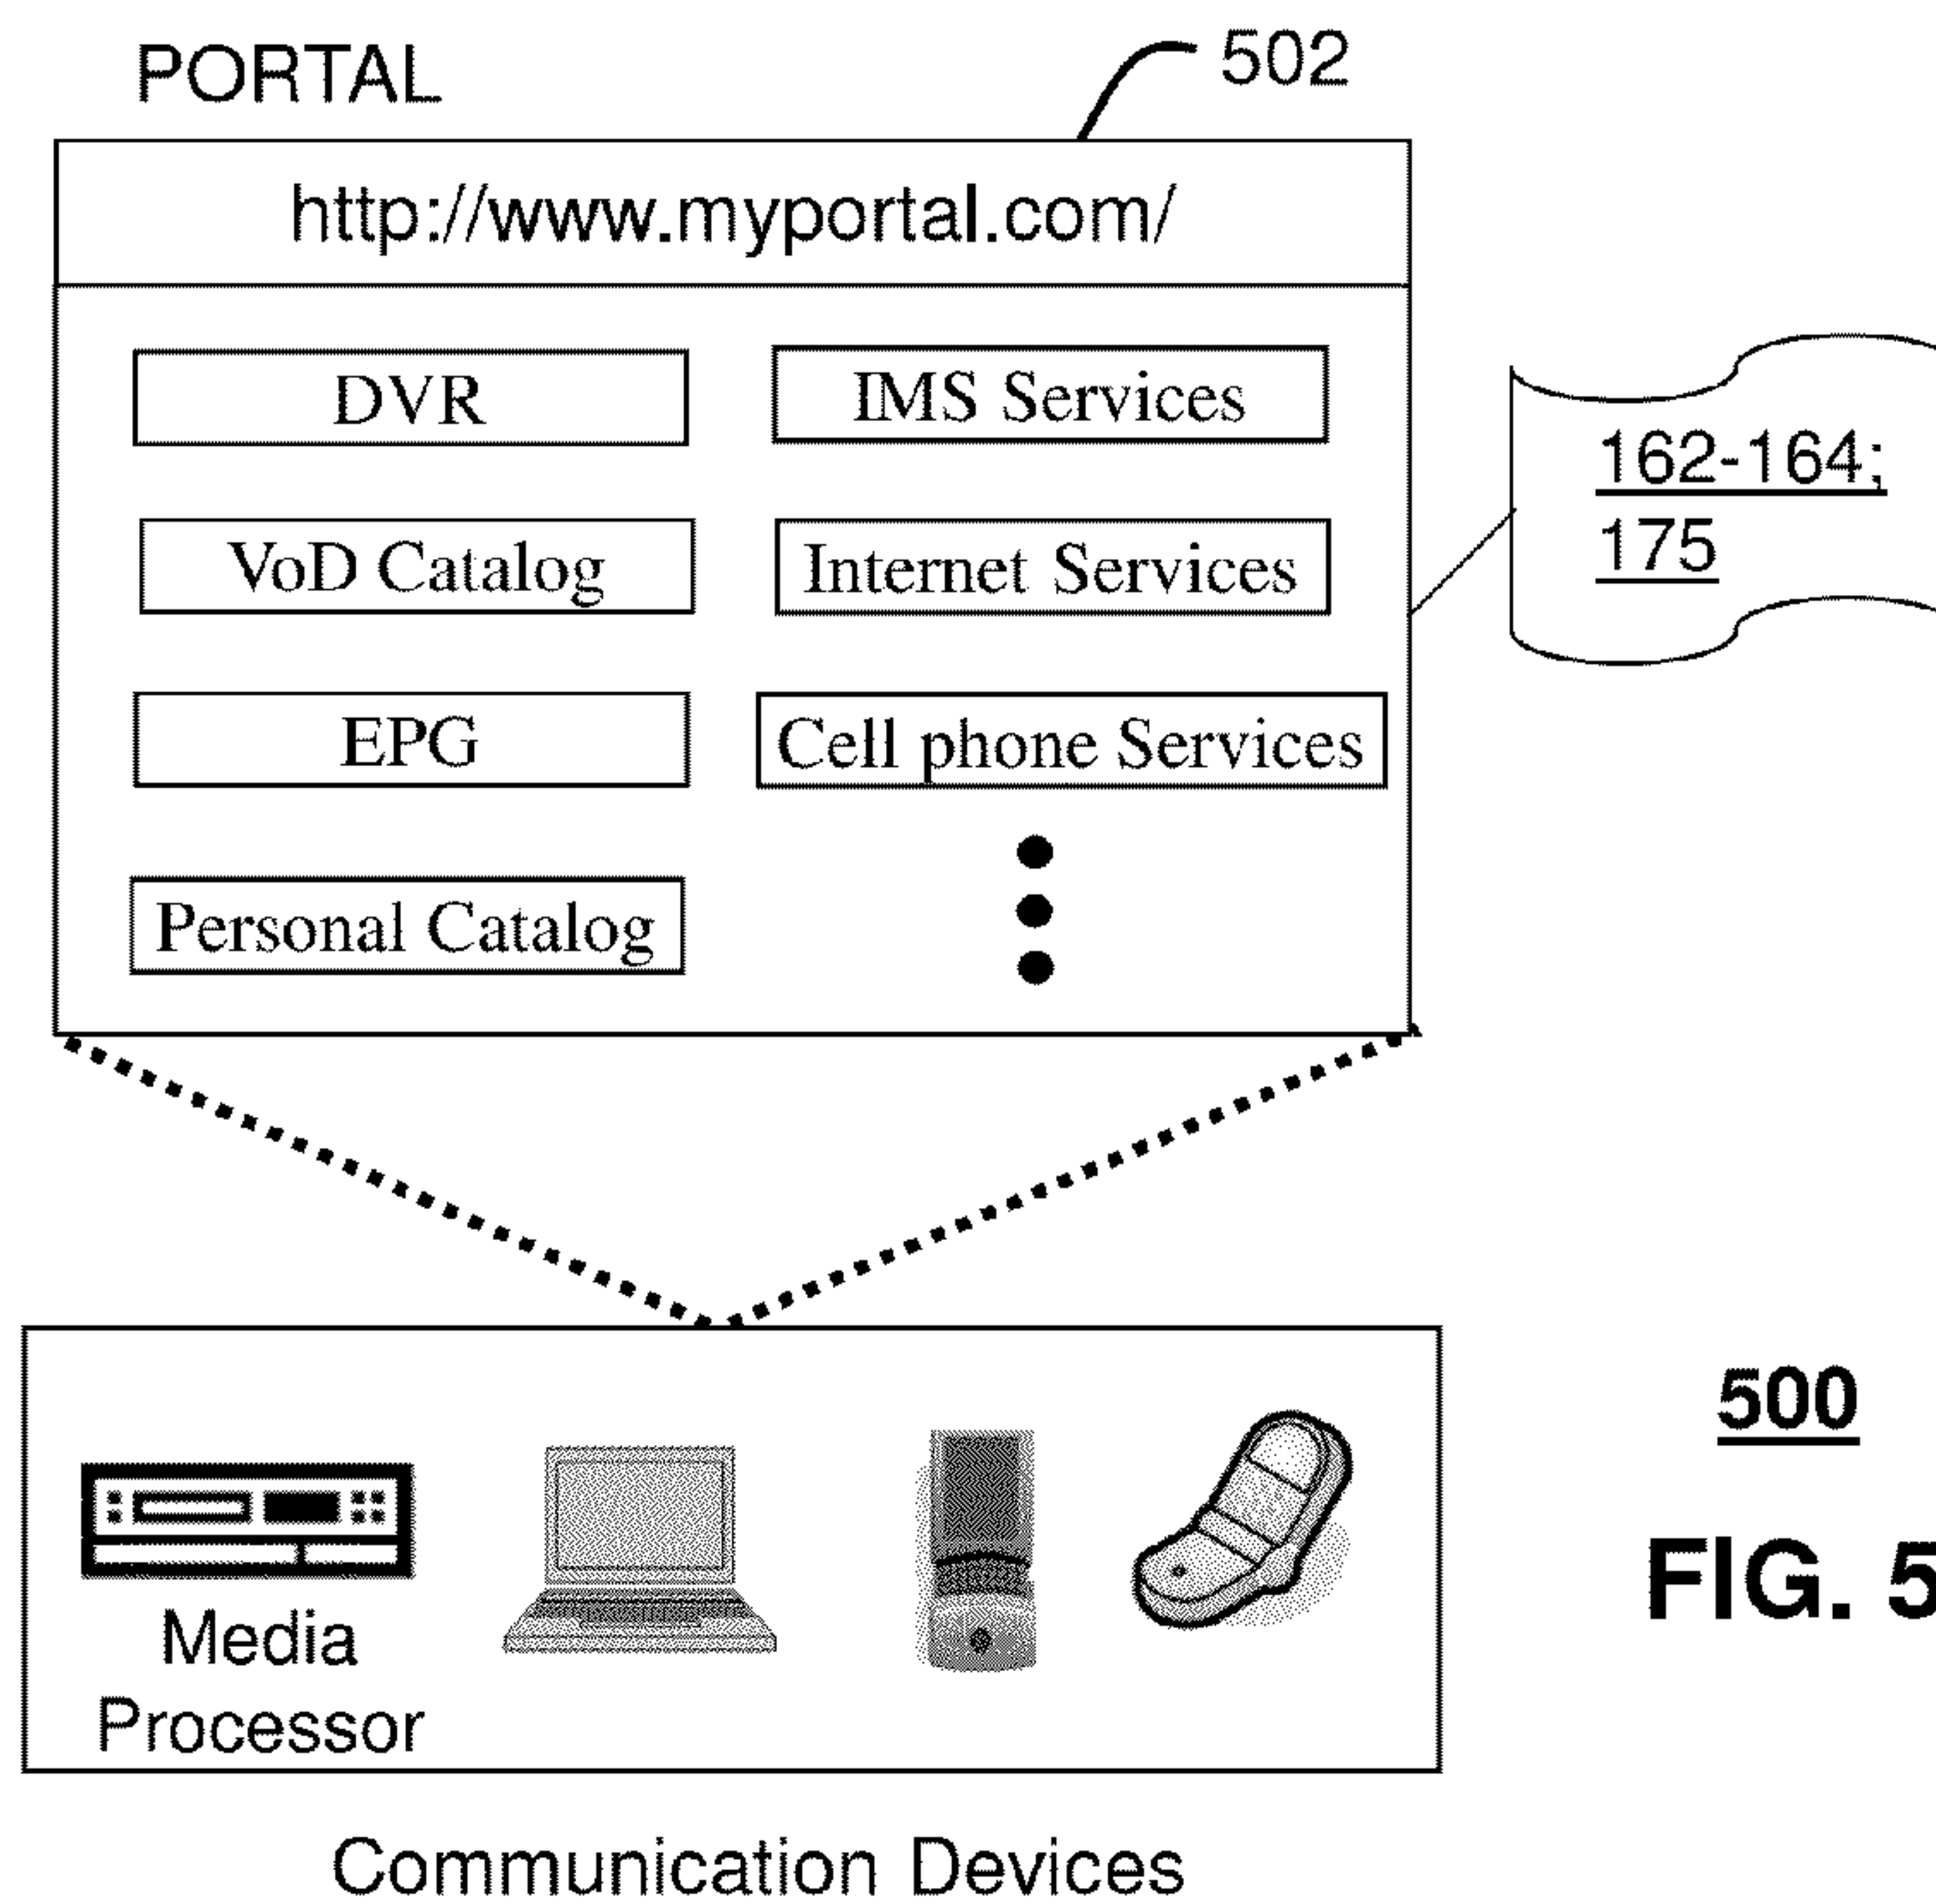 PORTAL
502
http://www.myportal.com/
DVR
IMS Services
VoD Catalog
Internet Services
EPG
Cell phone Services
Personal Catalog
162-164;
175
Media
Processor
Communication Devices
500
FIG. 5